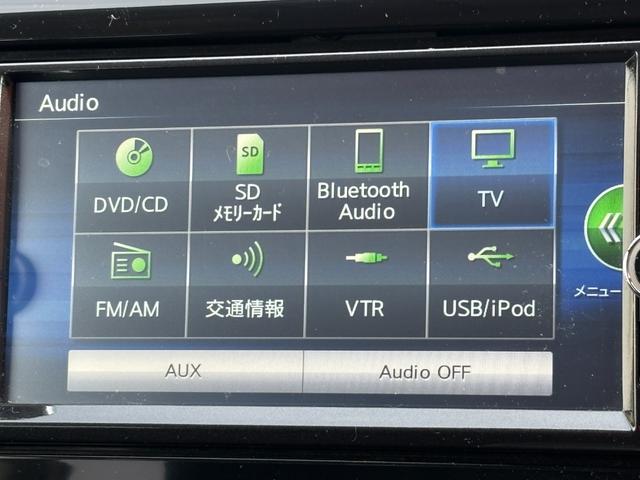 Audio
SD
DVD/CD
SD
メモリーカード
Bluetooth
Audio
TV
FM/AM
交通情報
VTR
USB/iPod
メニュー
AUX
Audio OFF